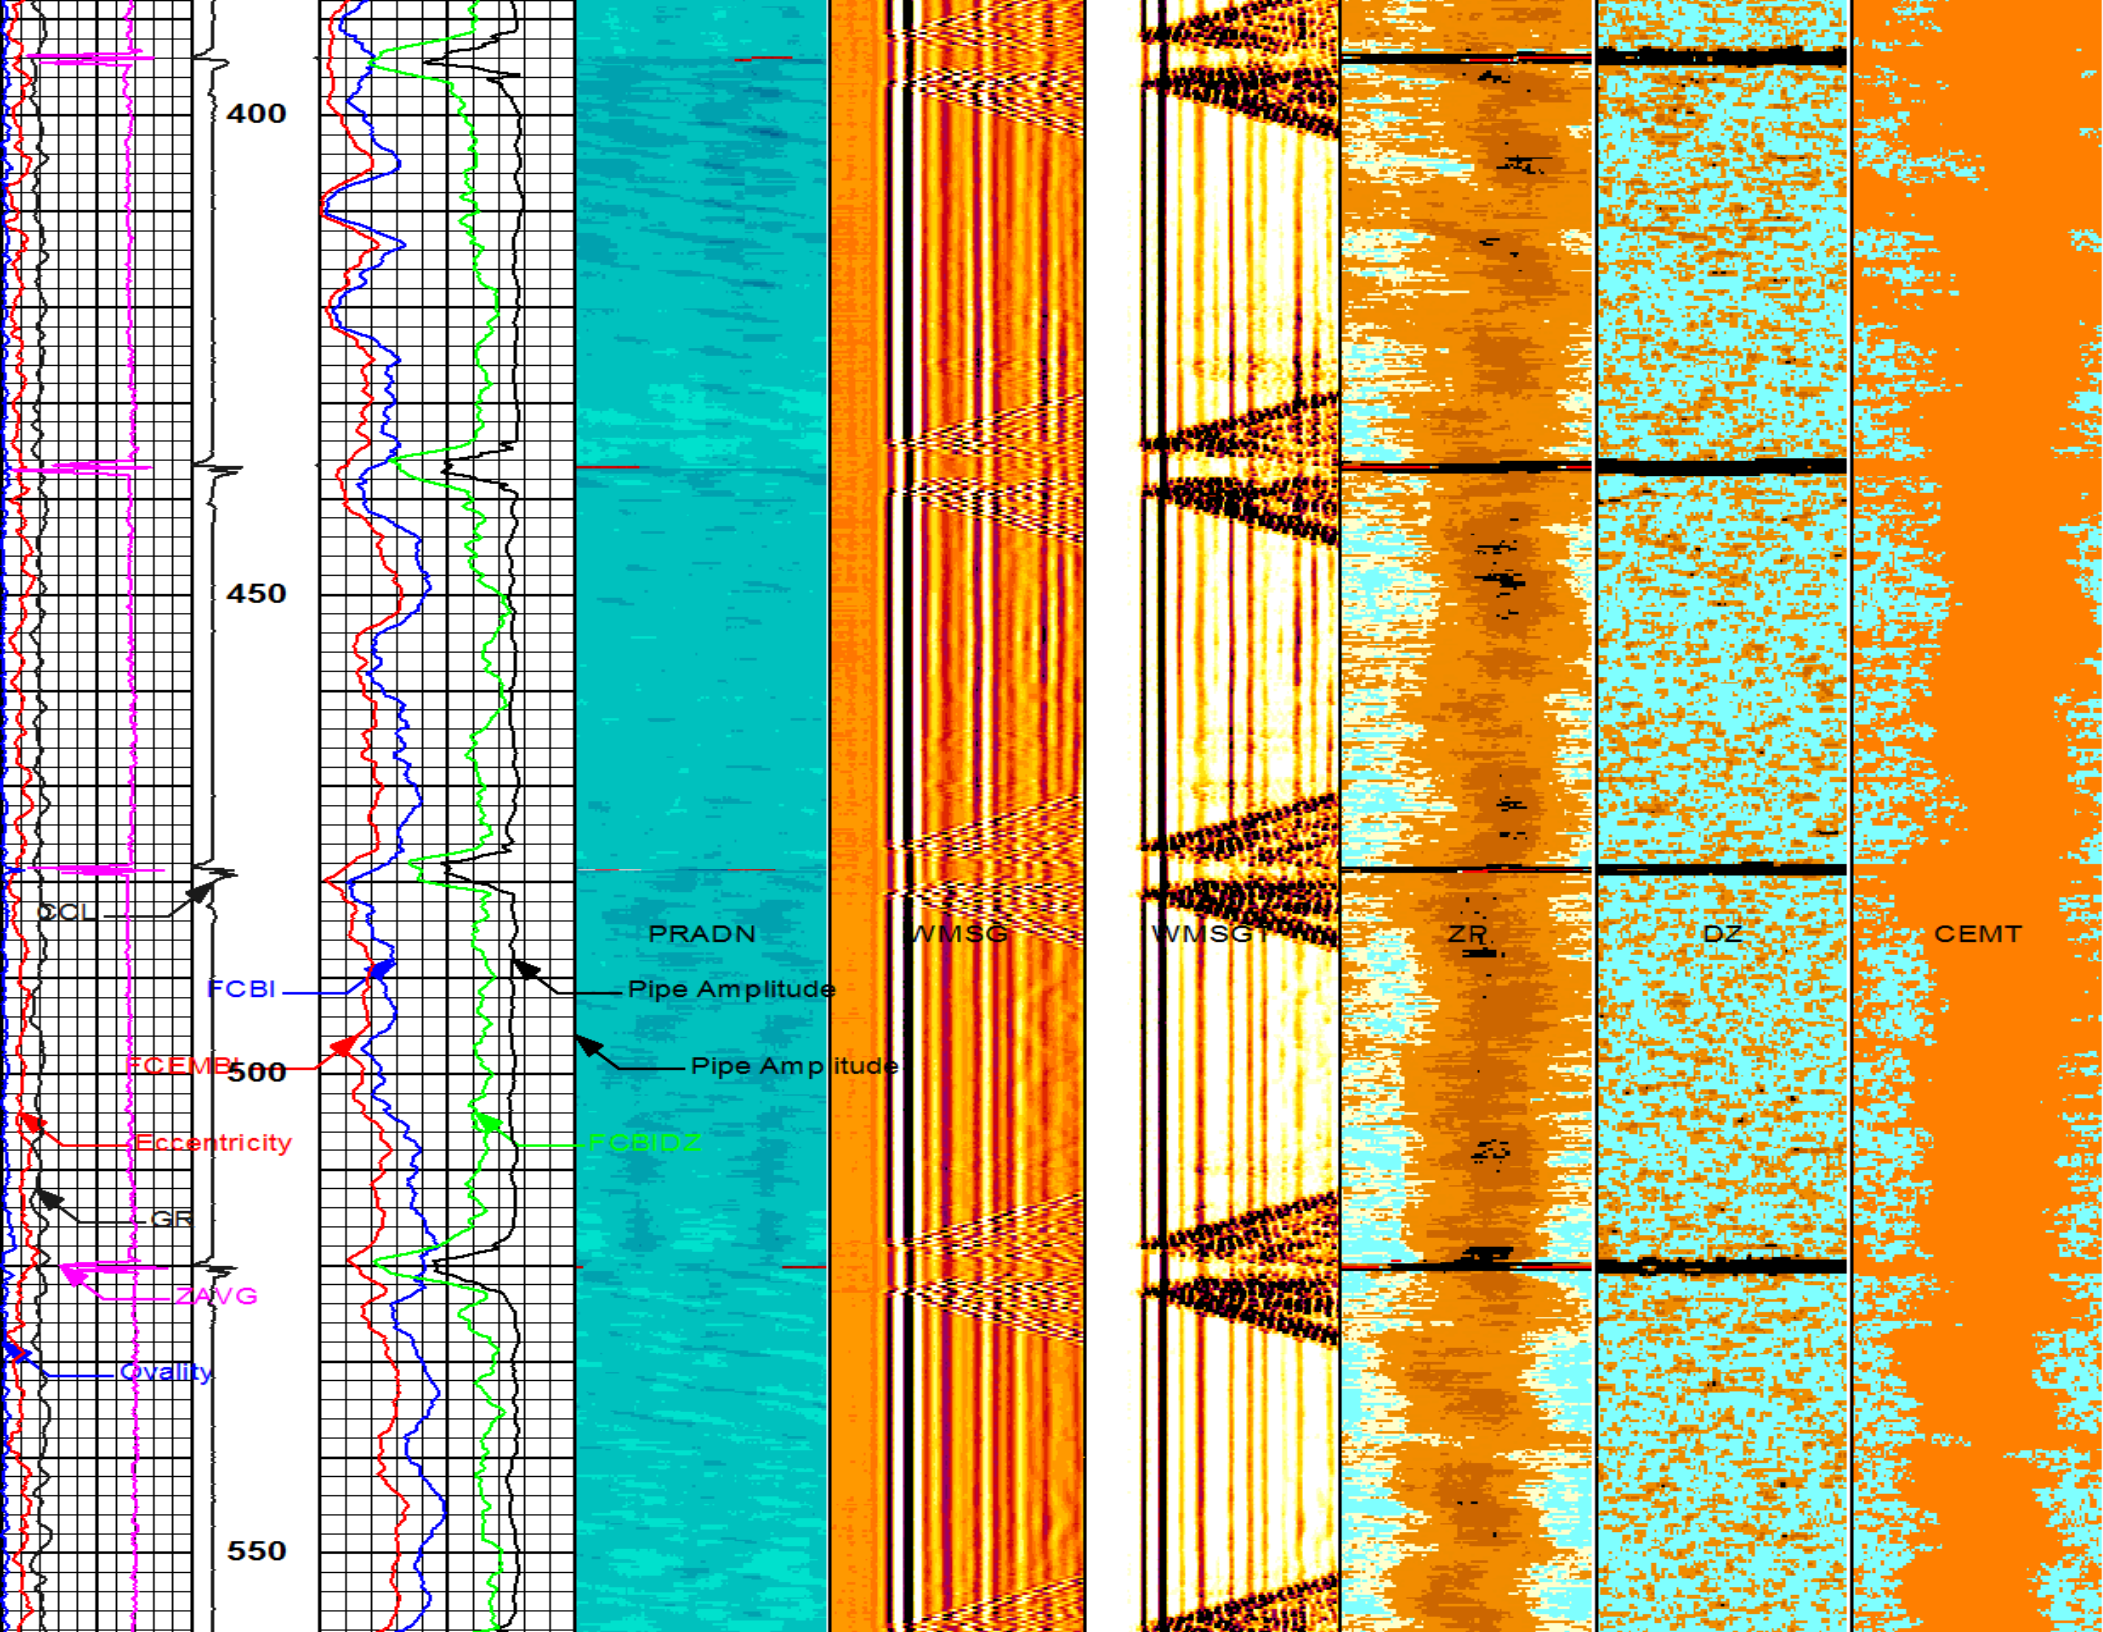 400
450
CCL
PRADN
WMSG
WMSGT
ZR
DZ
CEMT
FCBI
Pipe Amplitude
FCEMBI
500
Pipe Amplitude
Eccentricity
FCBIDZ
GR
ZAVG
Ovality
550